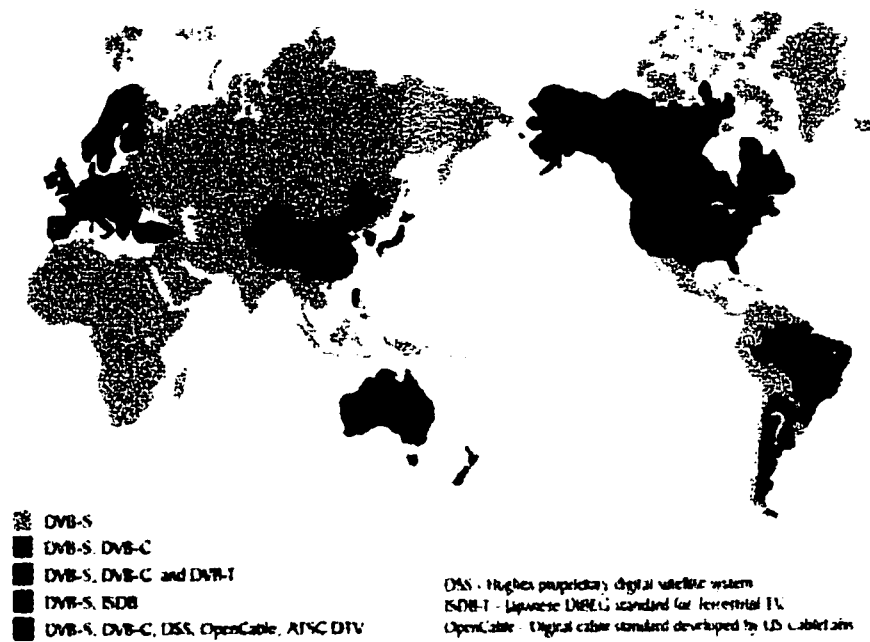 DVB-S
DVB-S, DVB-C
DVB-S, DVB-C and DVB-T
DVB-S, ISDB
DVB-S, DVB-C, DSS, OpenCable, ATSC DTV
DSS - Hughes proprietary digital satellite system
ISDB-T - Japanese DIBEG standard for Terrestrial TV
OpenCable - Digital cable standard developed by US CableLabs